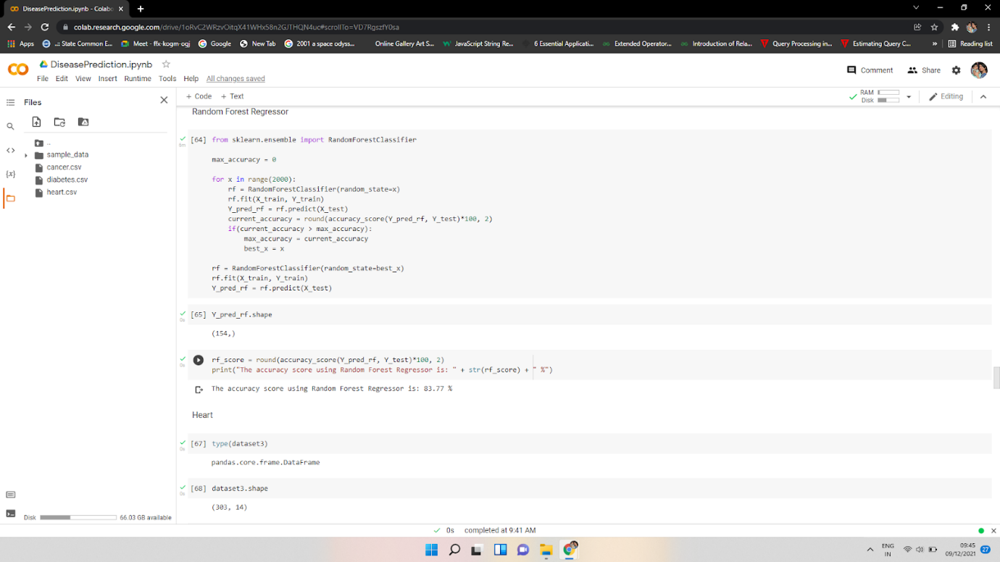 DiseasePrediction.ipynb - Colab
colab.research.google.com/drive/1oRvC2WRzvOitqX41WHx58n2GJTHQN4uc#scrollTo=VD7RgszfY0sa
Apps
..:: State Common E...
Meet - ffx-kogm-ogj
Google
New Tab
2001 a space odyss...
Online Gallery Art S...
JavaScript String Re...
6 Essential Applicati...
Extended Operator...
Introduction of Rela...
Query Processing in...
Estimating Query C...
»
Reading list
DiseasePrediction.ipynb
File Edit View Insert Runtime Tools Help All changes saved
Comment
Share
Files
+ Code + Text
RAM
Disk
Editing
..
sample_data
cancer.csv
diabetes.csv
heart.csv
Random Forest Regressor
6m
[64] from sklearn.ensemble import RandomForestClassifier
max_accuracy = 0
for x in range(2000):
rf = RandomForestClassifier(random_state=x)
rf.fit(X_train, Y_train)
Y_pred_rf = rf.predict(X_test)
current_accuracy = round(accuracy_score(Y_pred_rf, Y_test)*100, 2)
if(current_accuracy > max_accuracy):
max_accuracy = current_accuracy
best_x = x
rf = RandomForestClassifier(random_state=best_x)
rf.fit(X_train, Y_train)
Y_pred_rf = rf.predict(X_test)
0s
[65] Y_pred_rf.shape
(154,)
0s
rf_score = round(accuracy_score(Y_pred_rf, Y_test)*100, 2)
print("The accuracy score using Random Forest Regressor is: " + str(rf_score) + " %")
The accuracy score using Random Forest Regressor is: 83.77 %
Heart
0s
[67] type(dataset3)
pandas.core.frame.DataFrame
0s
[68] dataset3.shape
(303, 14)
Disk
66.03 GB available
0s completed at 9:41 AM
ENG
IN
09:45
09/12/2021
27